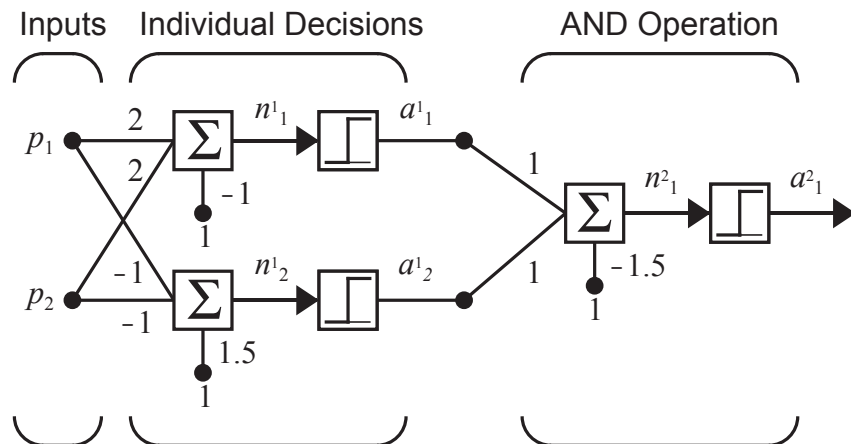 Inputs Individual Decisions AND Operation
p₁ 2 Σ n¹₁ a¹₁
2
−1
1
1 Σ n²₁ a²₁
1
−1.5
1
p₂ −1 Σ n¹₂ a¹₂
−1
1.5
1